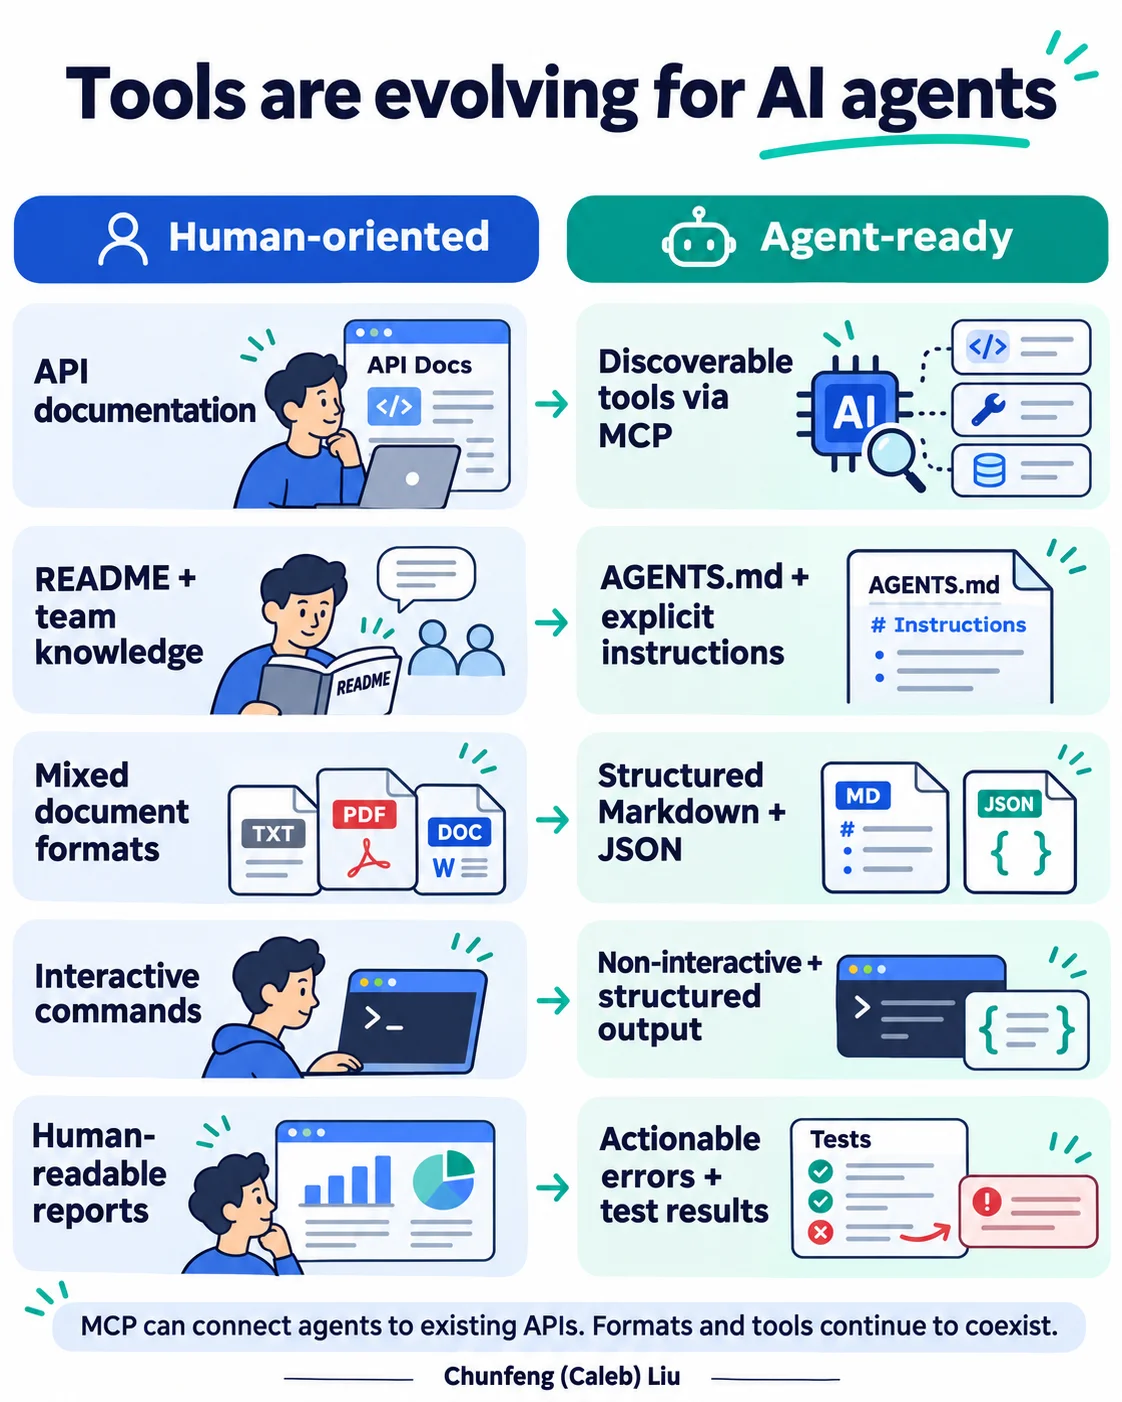 Tools are evolving for AI agents
Human-oriented
Agent-ready
API
documentation
API Docs
</>
Discoverable
tools via
MCP
AI
</>
README +
team
knowledge
README
AGENTS.md +
explicit
instructions
AGENTS.md
# Instructions
Mixed
document
formats
TXT
PDF
DOC
W
Structured
Markdown +
JSON
MD
#
JSON
{ }
Interactive
commands
>_
Non-interactive +
structured
output
>
{ }
Human-
readable
reports
Actionable
errors +
test results
Tests
!
MCP can connect agents to existing APIs. Formats and tools continue to coexist.
Chunfeng (Caleb) Liu